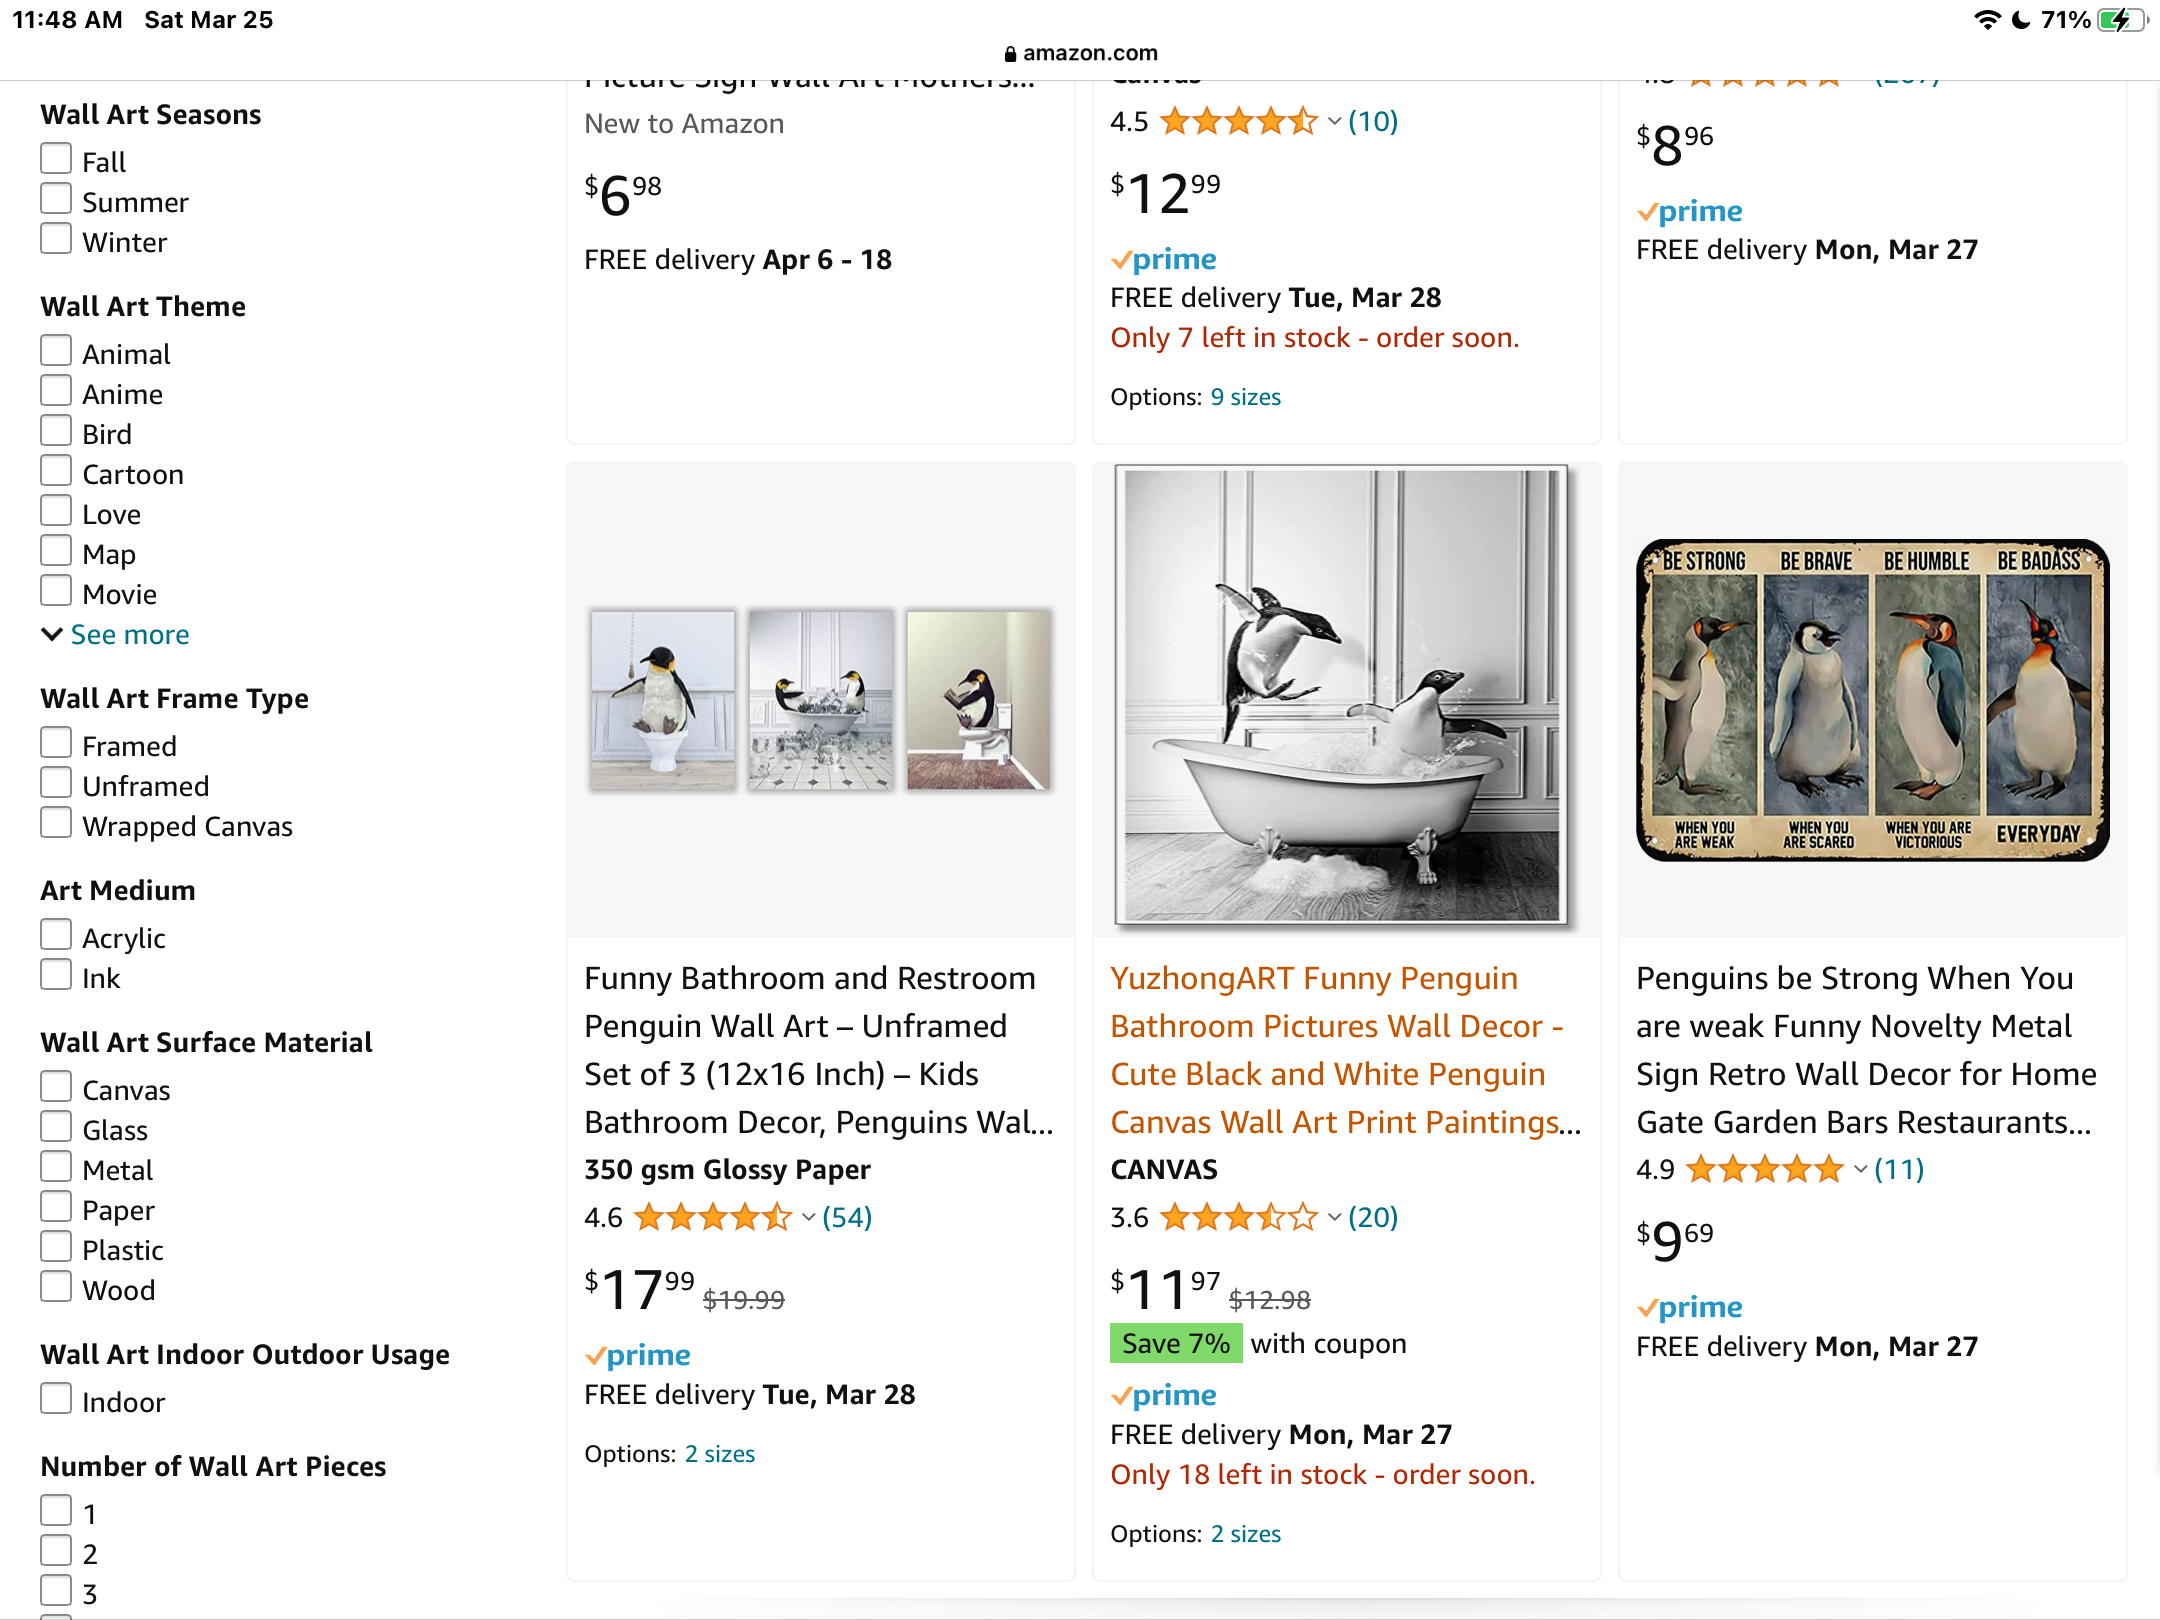 11:48 AM Sat Mar 25
71%
amazon.com
Wall Art Seasons
Fall
Summer
Winter
Wall Art Theme
Animal
Anime
Bird
Cartoon
Love
Map
Movie
See more
Wall Art Frame Type
Framed
Unframed
Wrapped Canvas
Art Medium
Acrylic
Ink
Wall Art Surface Material
Canvas
Glass
Metal
Paper
Plastic
Wood
Wall Art Indoor Outdoor Usage
Indoor
Number of Wall Art Pieces
1
2
3
Picture Sign Wall Art Mothers...
New to Amazon
$6 98
FREE delivery Apr 6 - 18
Canvas
4.5 (10)
$12 99
prime
FREE delivery Tue, Mar 28
Only 7 left in stock - order soon.
Options: 9 sizes
$8 96
prime
FREE delivery Mon, Mar 27
Funny Bathroom and Restroom
Penguin Wall Art – Unframed
Set of 3 (12x16 Inch) – Kids
Bathroom Decor, Penguins Wal...
350 gsm Glossy Paper
4.6 (54)
$17 99 $19.99
prime
FREE delivery Tue, Mar 28
Options: 2 sizes
YuzhongART Funny Penguin
Bathroom Pictures Wall Decor -
Cute Black and White Penguin
Canvas Wall Art Print Paintings...
CANVAS
3.6 (20)
$11 97 $12.98
Save 7% with coupon
prime
FREE delivery Mon, Mar 27
Only 18 left in stock - order soon.
Options: 2 sizes
BE STRONG BE BRAVE BE HUMBLE BE BADASS
WHEN YOU WHEN YOU WHEN YOU ARE EVERYDAY
ARE WEAK ARE SCARED VICTORIOUS
Penguins be Strong When You
are weak Funny Novelty Metal
Sign Retro Wall Decor for Home
Gate Garden Bars Restaurants...
4.9 (11)
$9 69
prime
FREE delivery Mon, Mar 27